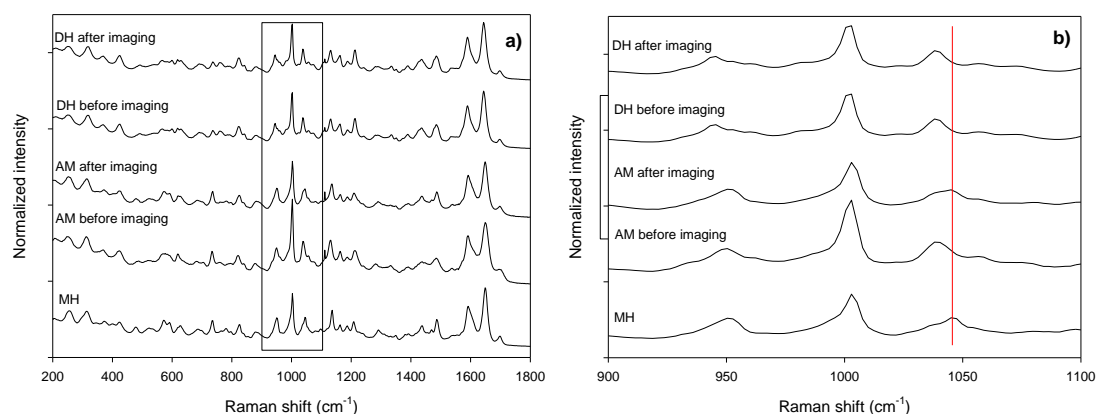 a)
DH after imaging
DH before imaging
AM after imaging
AM before imaging
MH
Normalized intensity
200 400 600 800 1000 1200 1400 1600 1800
Raman shift (cm⁻¹)
b)
DH after imaging
DH before imaging
AM after imaging
AM before imaging
MH
Normalized intensity
900 950 1000 1050 1100
Raman shift (cm⁻¹)